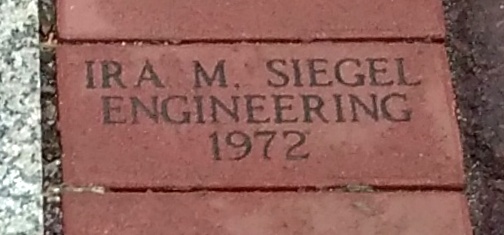 IRA M. SIEGEL
ENGINEERING
1972